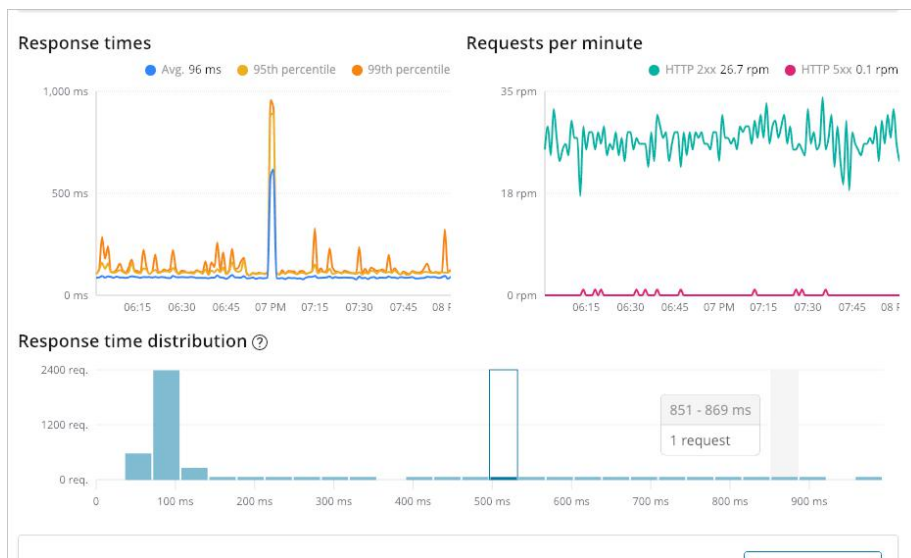 Response times
Avg. 96 ms 95th percentile 99th percentile
1,000 ms
500 ms
0 ms
06:15 06:30 06:45 07 PM 07:15 07:30 07:45 08 P
Requests per minute
HTTP 2xx 26.7 rpm HTTP 5xx 0.1 rpm
35 rpm
18 rpm
0 rpm
06:15 06:30 06:45 07 PM 07:15 07:30 07:45 08 P
Response time distribution ?
2400 req.
1200 req.
0 req.
851 - 869 ms
1 request
0 100 ms 200 ms 300 ms 400 ms 500 ms 600 ms 700 ms 800 ms 900 ms